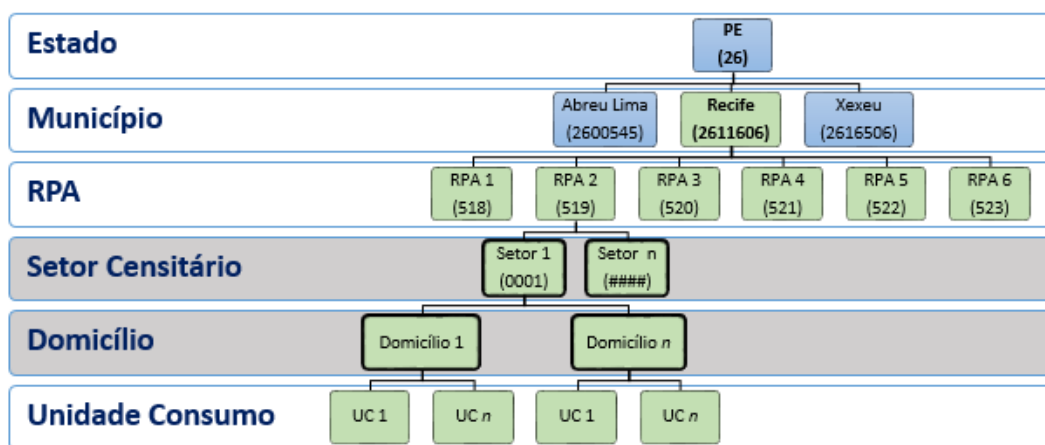 Estado
PE
(26)
Município
Abreu Lima
(2600545)
Recife
(2611606)
Xexeu
(2616506)
RPA
RPA 1
(518)
RPA 2
(519)
RPA 3
(520)
RPA 4
(521)
RPA 5
(522)
RPA 6
(523)
Setor Censitário
Setor 1
(0001)
Setor n
(####)
Domicílio
Domicílio 1
Domicílio n
Unidade Consumo
UC 1
UC n
UC 1
UC n